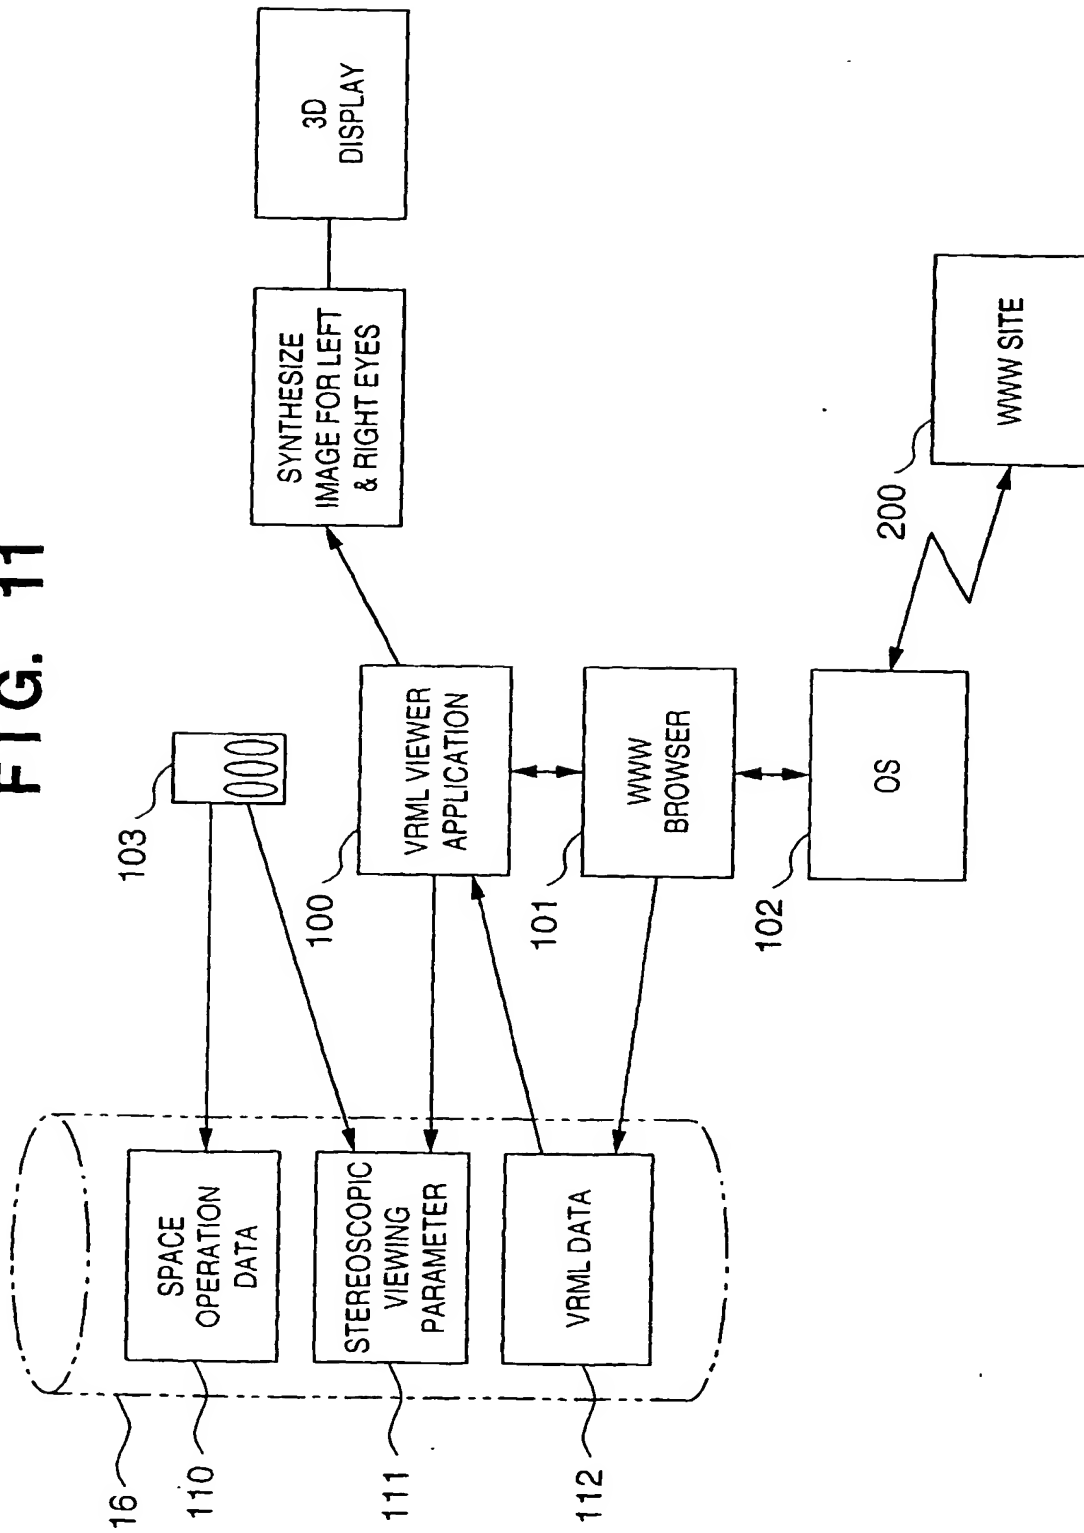 FIG. 11
16
110
SPACE
OPERATION
DATA
111
STEREOSCOPIC
VIEWING
PARAMETER
112
VRML DATA
103
100
VRML VIEWER
APPLICATION
101
WWW
BROWSER
102
OS
SYNTHESIZE
IMAGE FOR LEFT
& RIGHT EYES
3D
DISPLAY
200
WWW SITE